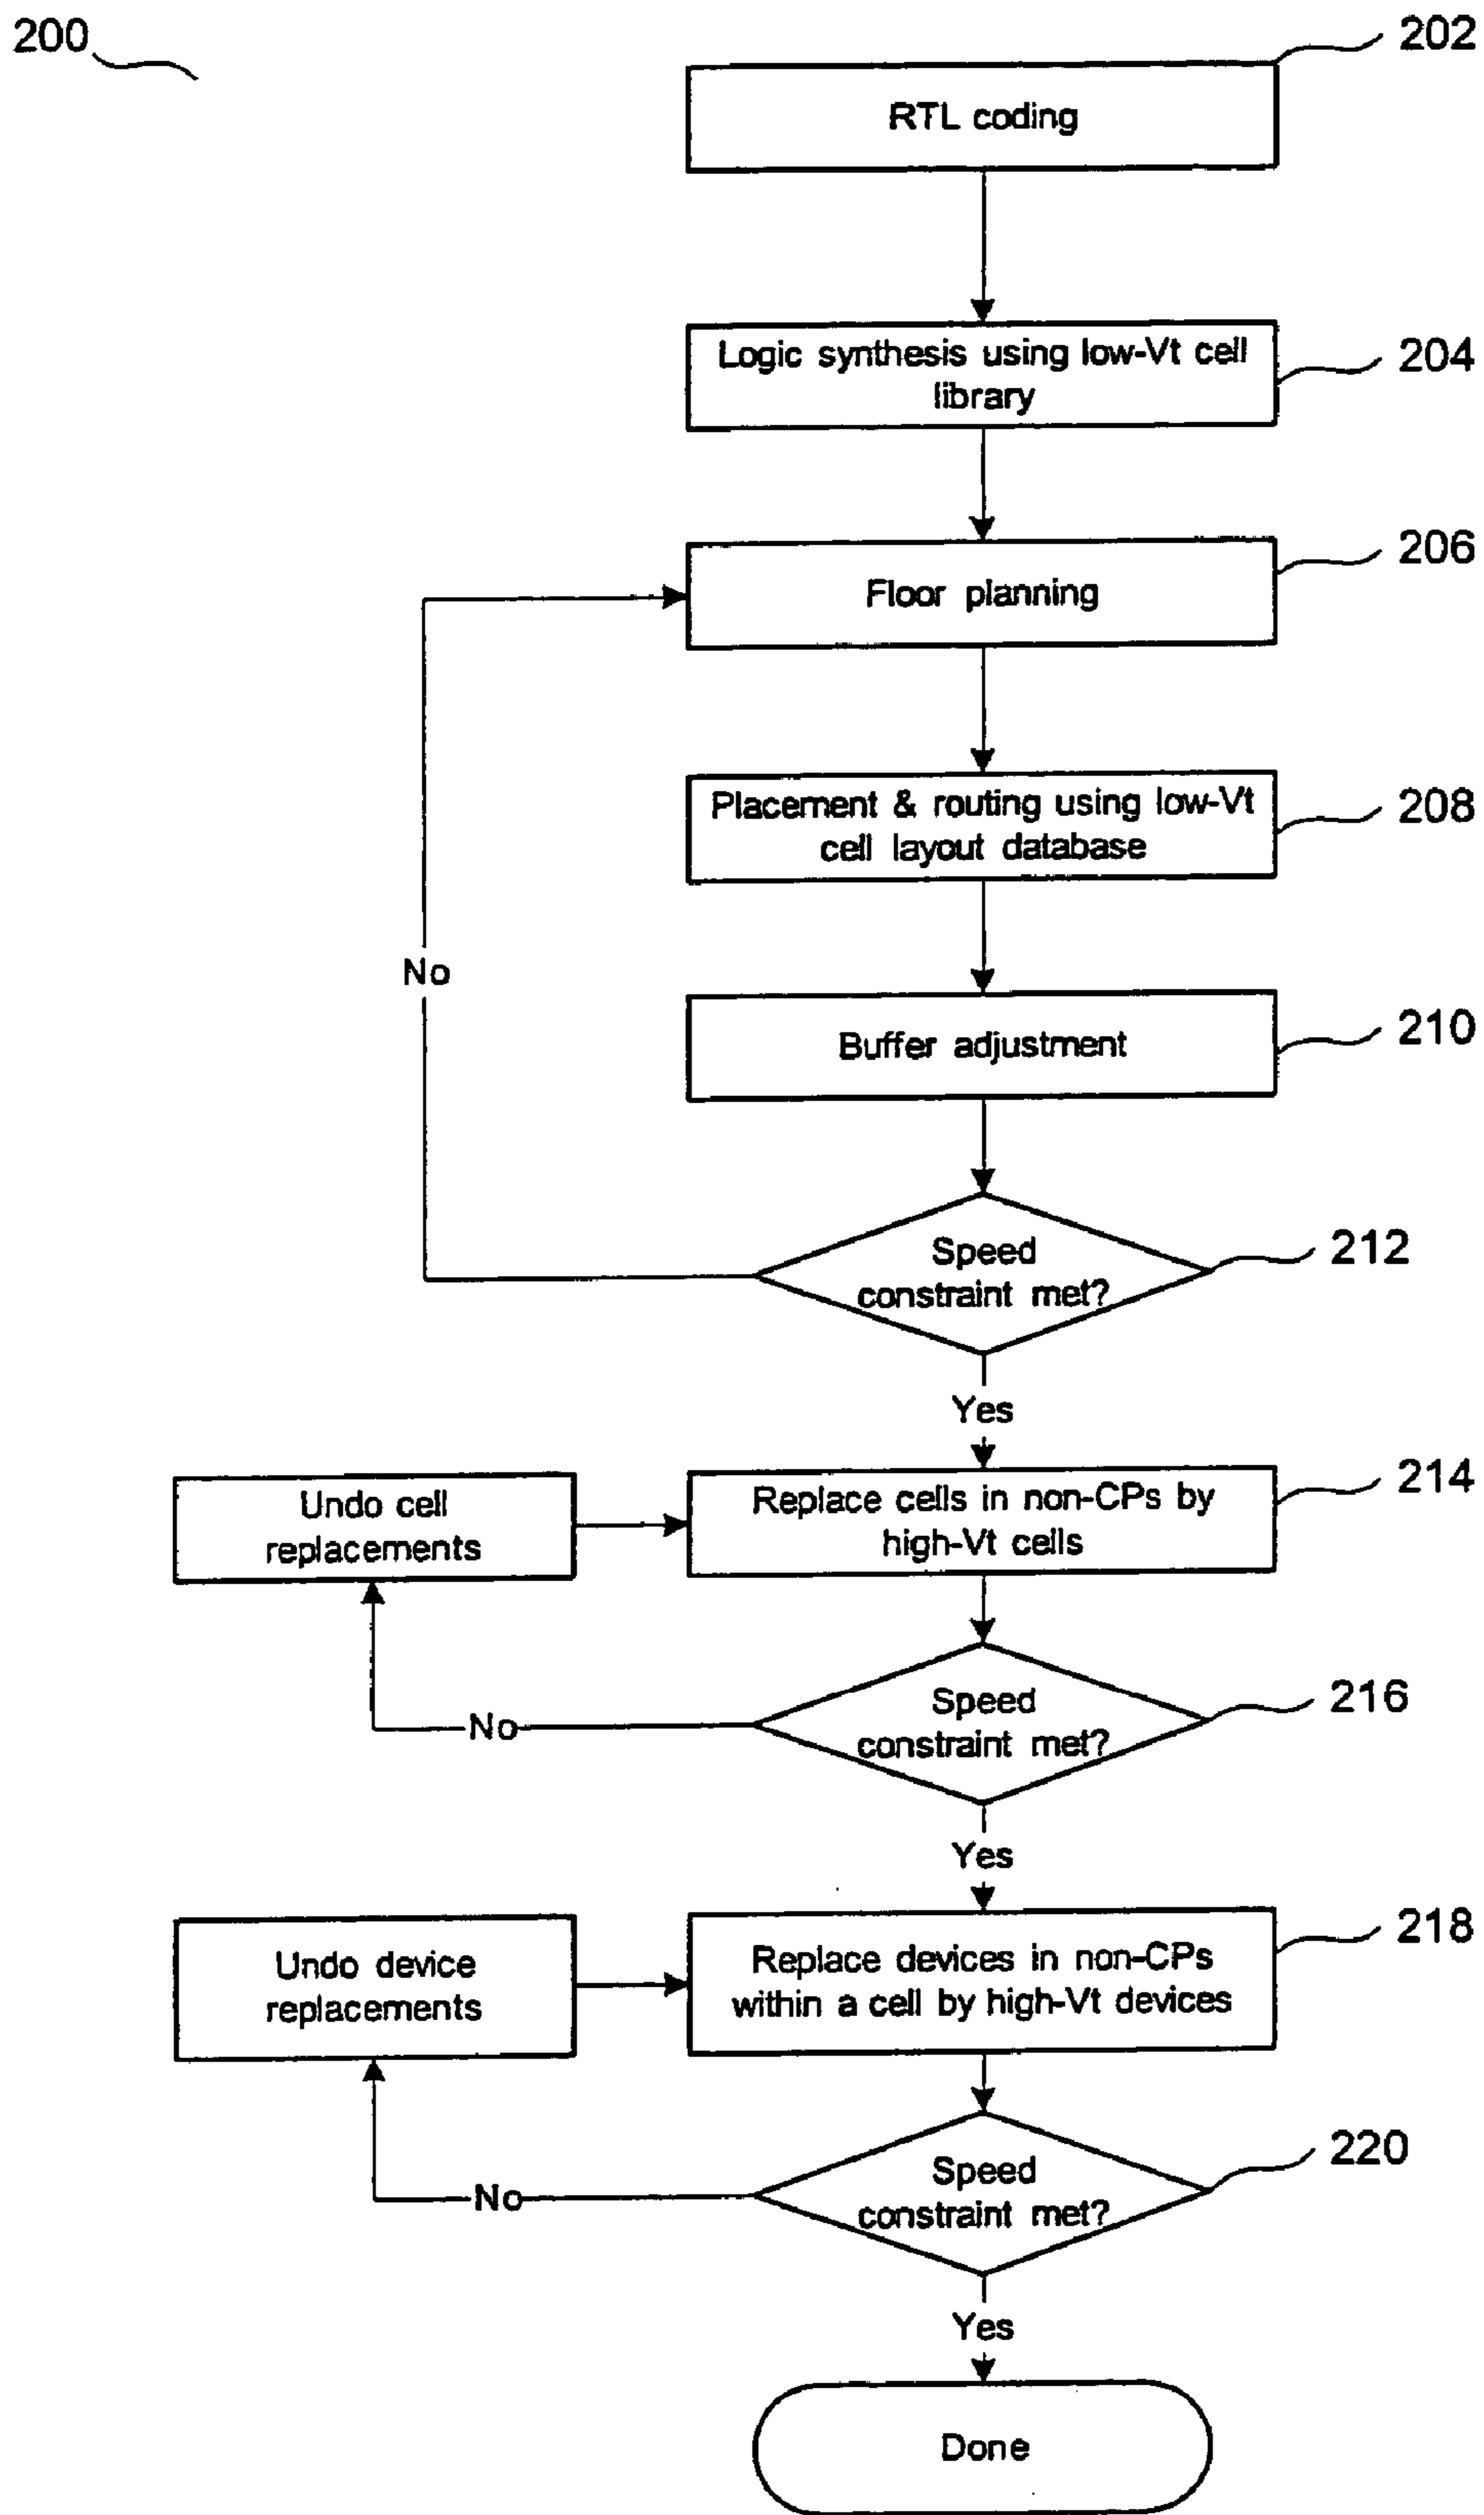 200
202
RTL coding
Logic synthesis using low-Vt cell
library
204
206
Floor planning
Placement & routing using low-Vt
cell layout database
208
No
210
Buffer adjustment
Speed
constraint met?
212
Yes
Undo cell
replacements
Replace cells in non-CPs by
high-Vt cells
214
Speed
constraint met?
216
No
Yes
Undo device
replacements
Replace devices in non-CPs
within a cell by high-Vt devices
218
Speed
constraint met?
220
No
Yes
Done